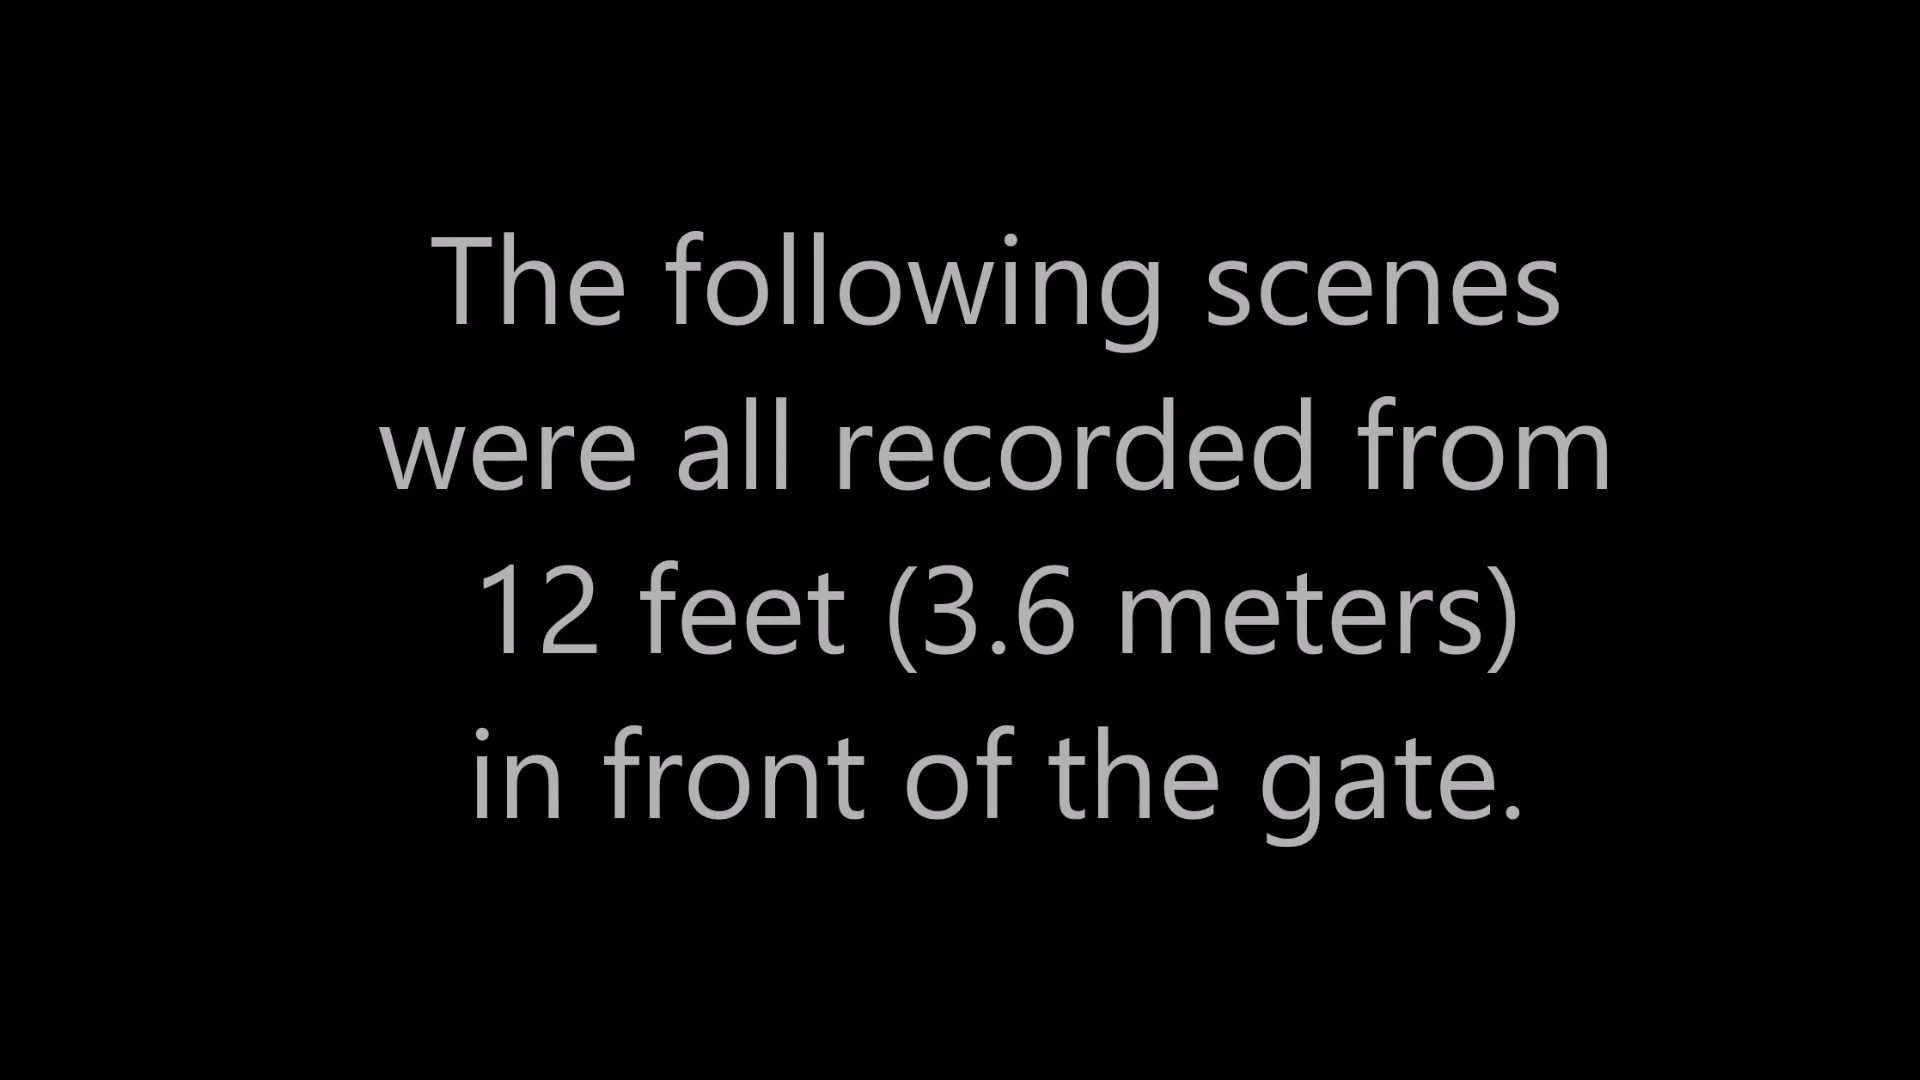 The following scenes
were all recorded from
12 feet (3.6 meters)
in front of the gate.